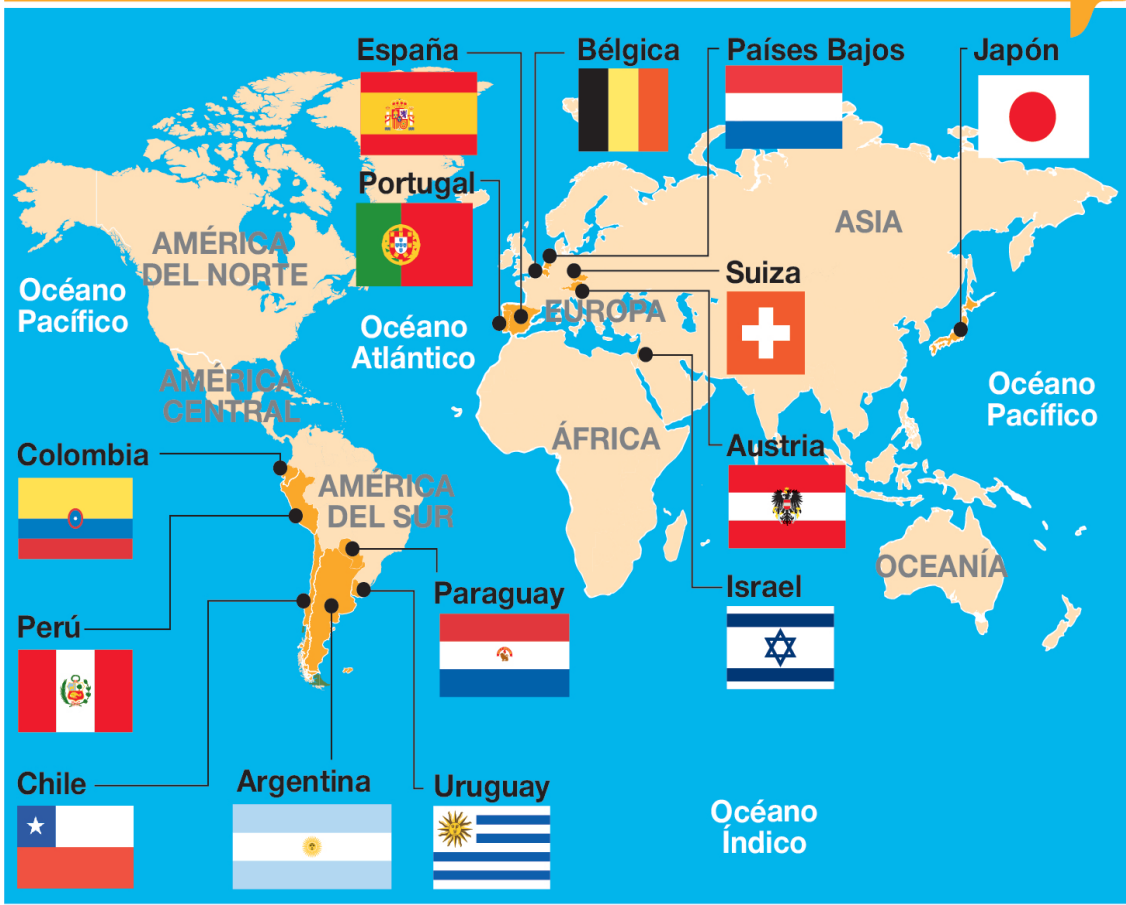 España
Bélgica
Países Bajos
Japón
Portugal
ASIA
AMÉRICA
DEL NORTE
Suiza
Océano
Pacífico
EUROPA
Océano
Atlántico
AMÉRICA
CENTRAL
Océano
Pacífico
ÁFRICA
Austria
Colombia
AMÉRICA
DEL SUR
OCEANÍA
Israel
Paraguay
Perú
Chile
Argentina
Uruguay
Océano
Índico